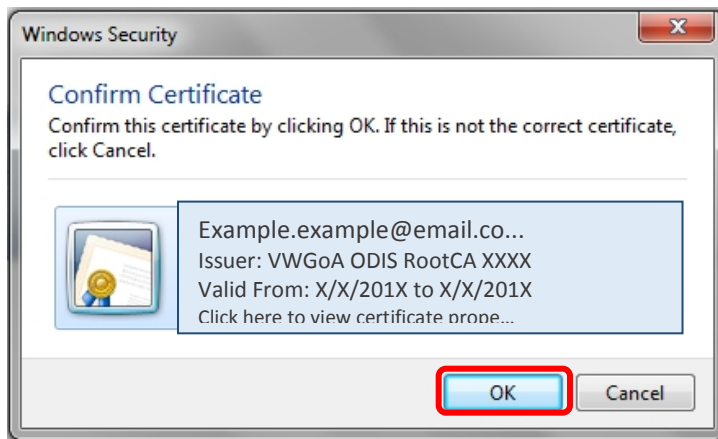 Windows Security
x
Confirm Certificate
Confirm this certificate by clicking OK. If this is not the correct certificate,
click Cancel.
Example.example@email.co...
Issuer: VWGoA ODIS RootCA XXXX
Valid From: X/X/201X to X/X/201X
Click here to view certificate prope...
OK
Cancel